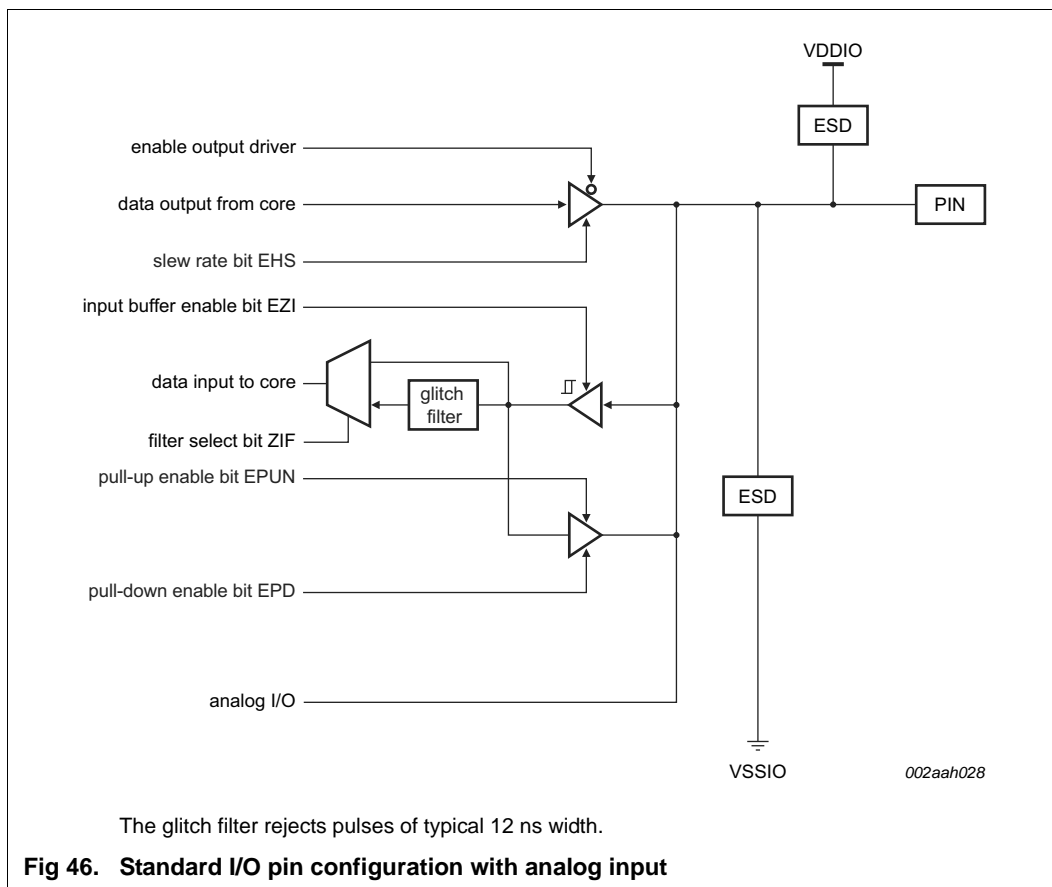 VDDIO
ESD
enable output driver
data output from core
PIN
slew rate bit EHS
input buffer enable bit EZI
data input to core
glitch
filter
filter select bit ZIF
pull-up enable bit EPUN
ESD
pull-down enable bit EPD
analog I/O
VSSIO
002aah028
The glitch filter rejects pulses of typical 12 ns width.
Fig 46. Standard I/O pin configuration with analog input